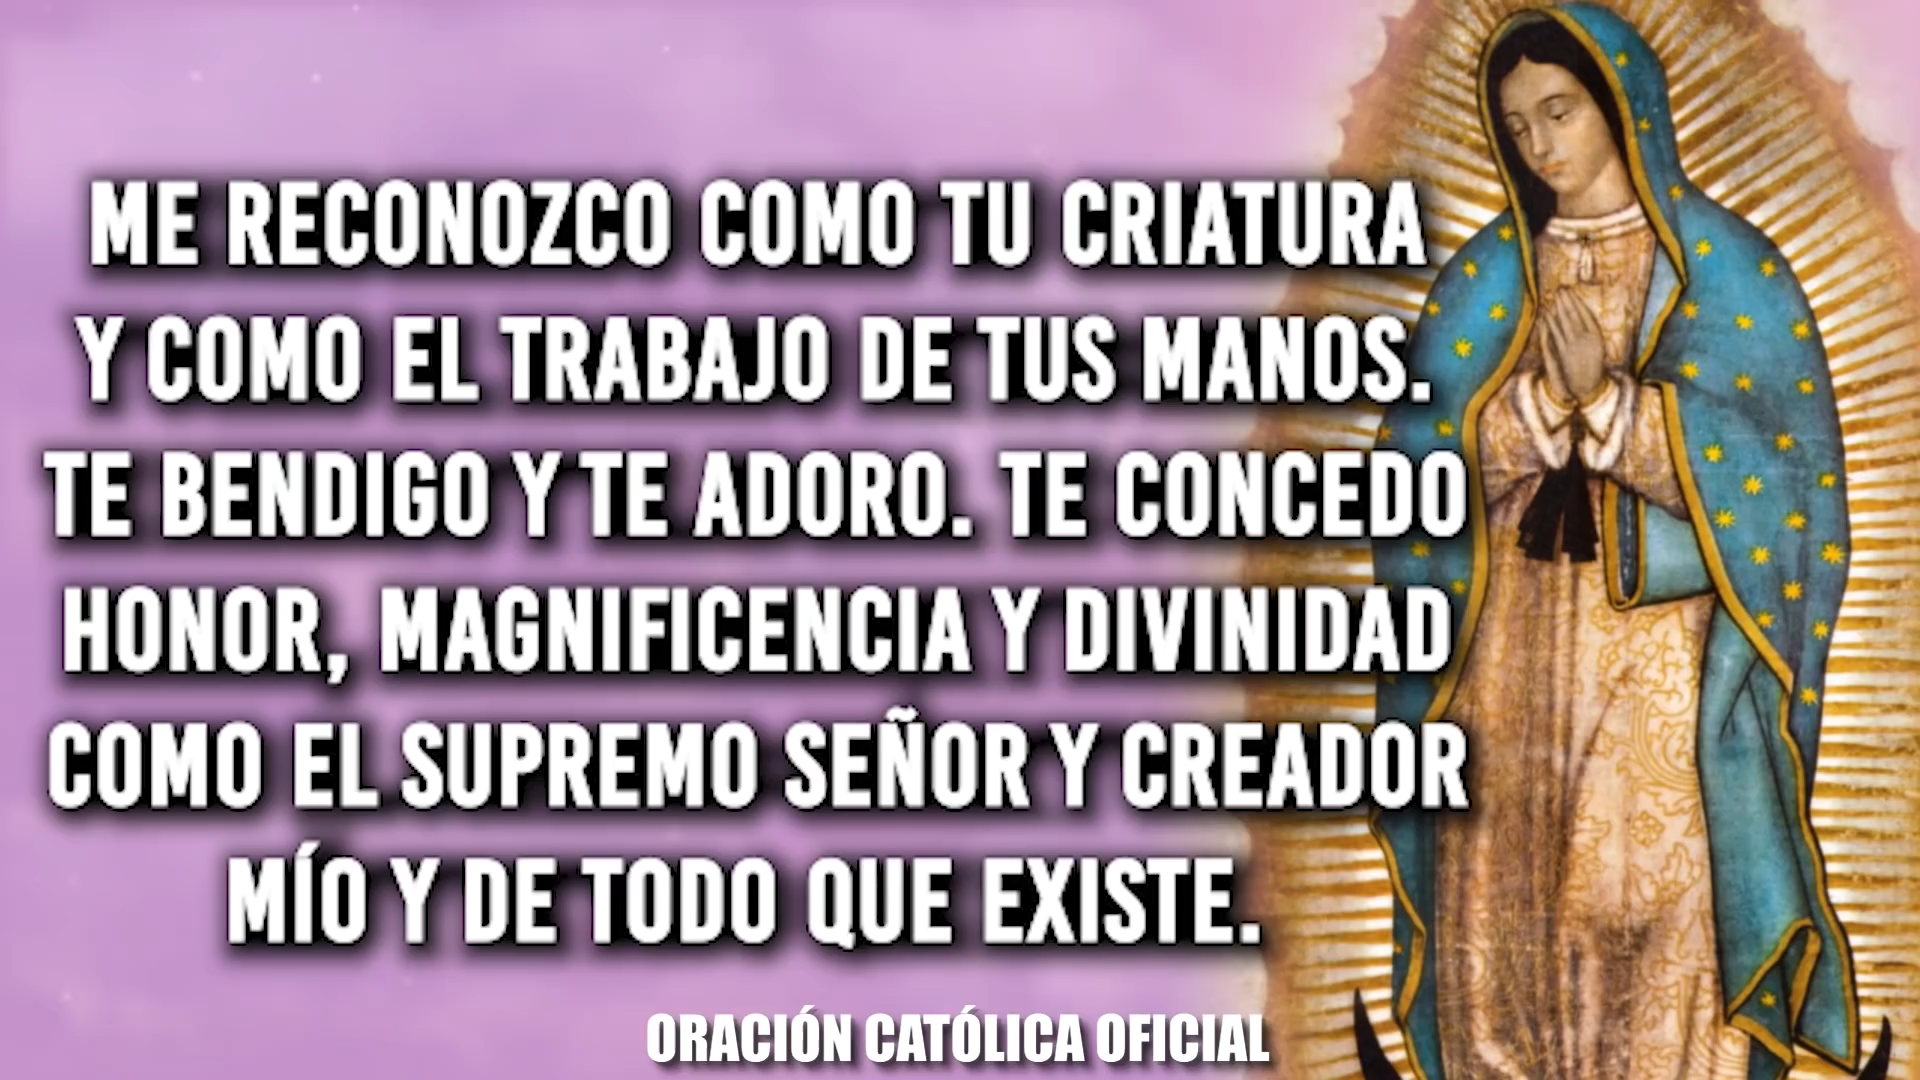 ME RECONOZCO COMO TU CRIATURA
Y COMO EL TRABAJO DE TUS MANOS.
TE BENDIGO Y TE ADORO. TE CONCEDO
HONOR, MAGNIFICENCIA Y DIVINIDAD
COMO EL SUPREMO SEÑOR Y CREADOR
MÍO Y DE TODO QUE EXISTE.
ORACIÓN CATÓLICA OFICIAL